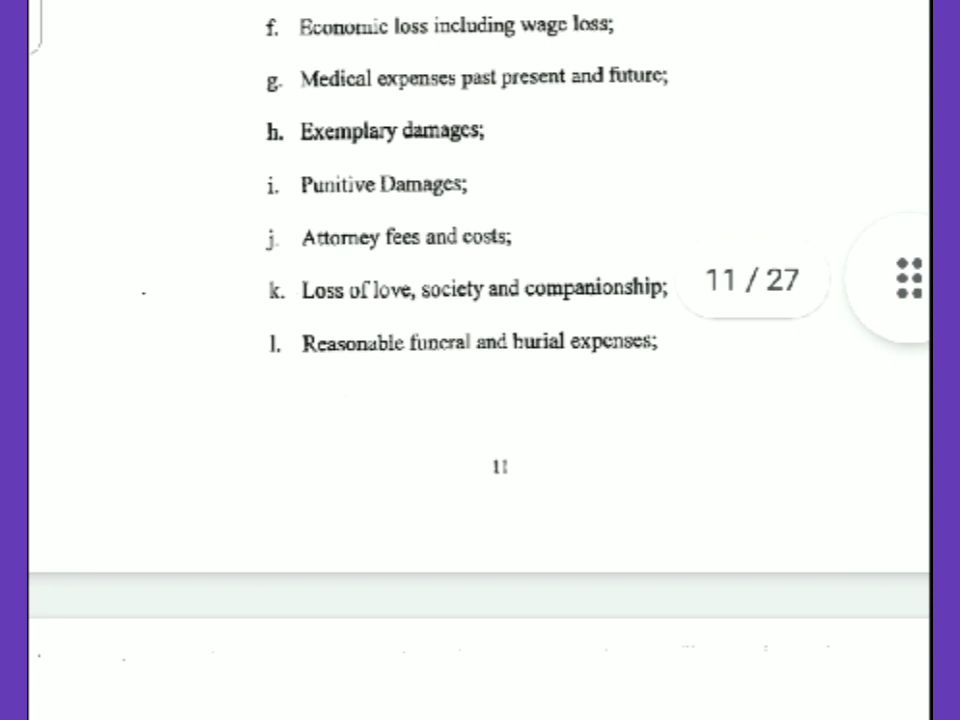 f. Economic loss including wage loss;
g. Medical expenses past present and future;
h. Exemplary damages;
i. Punitive Damages;
j. Attorney fees and costs;
k. Loss of love, society and companionship;
11 / 27
l. Reasonable funeral and burial expenses;
11